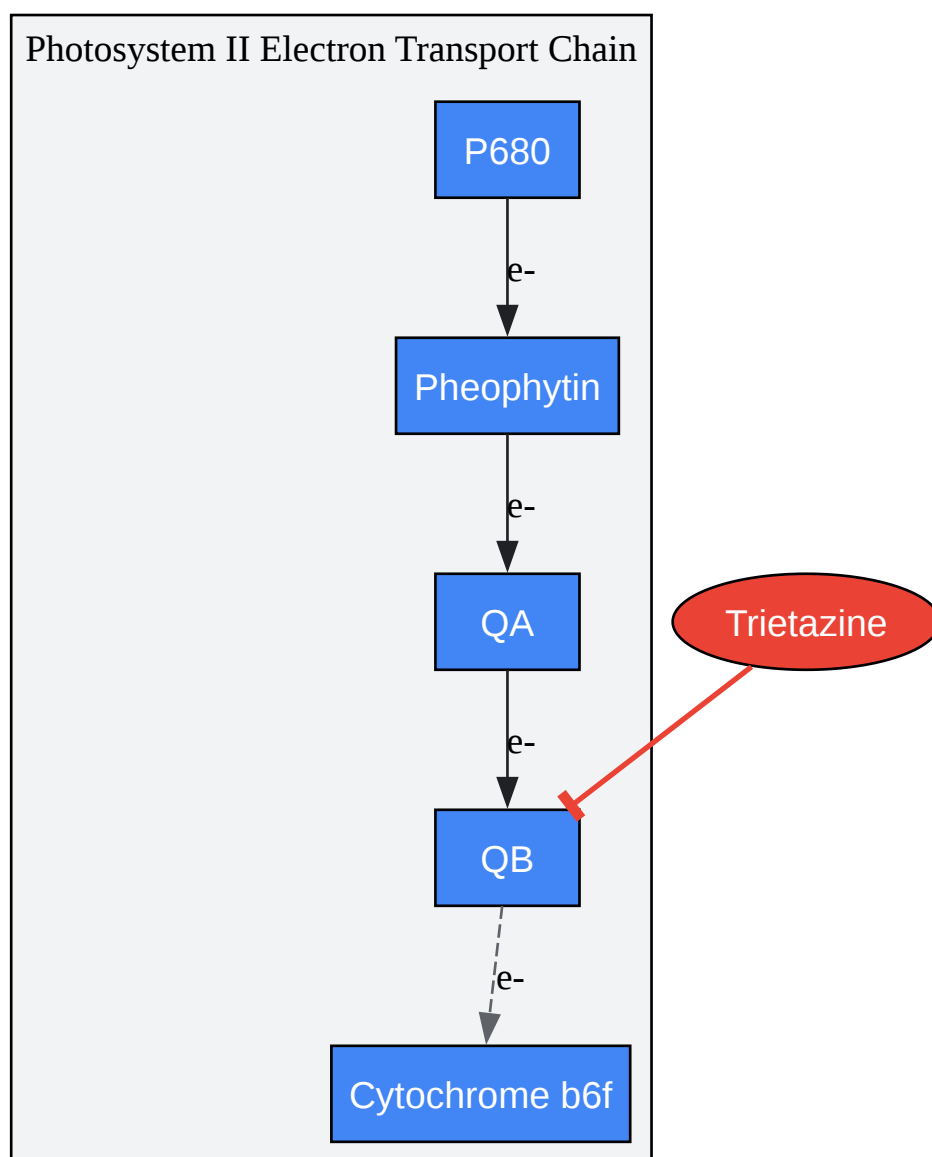 Photosystem II Electron Transport Chain
P680
e-
Pheophytin
e-
QA
Trietazine
e-
QB
e-
Cytochrome b6f